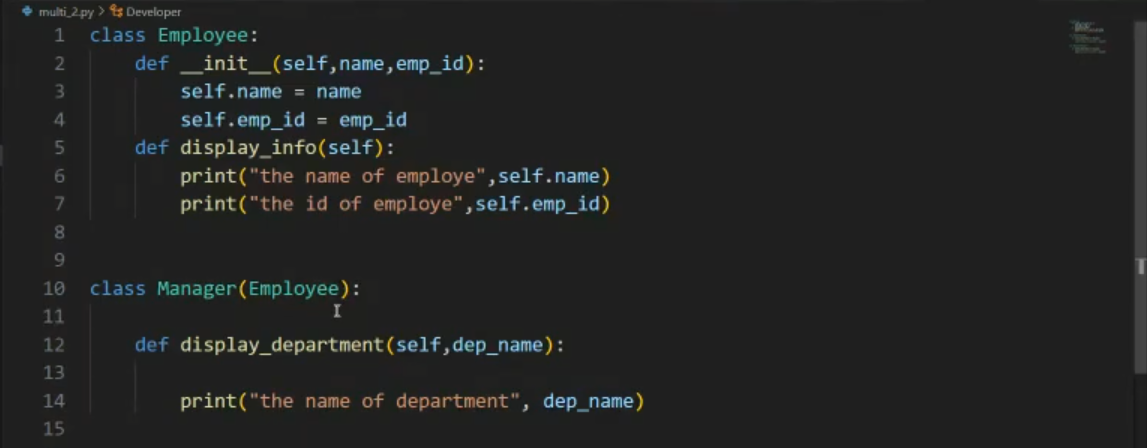 multi_2.py > Developer
1 class Employee:
2 def __init__(self,name,emp_id):
3 self.name = name
4 self.emp_id = emp_id
5 def display_info(self):
6 print("the name of employe",self.name)
7 print("the id of employe",self.emp_id)
8
9
10 class Manager(Employee):
11
12 def display_department(self,dep_name):
13
14 print("the name of department", dep_name)
15